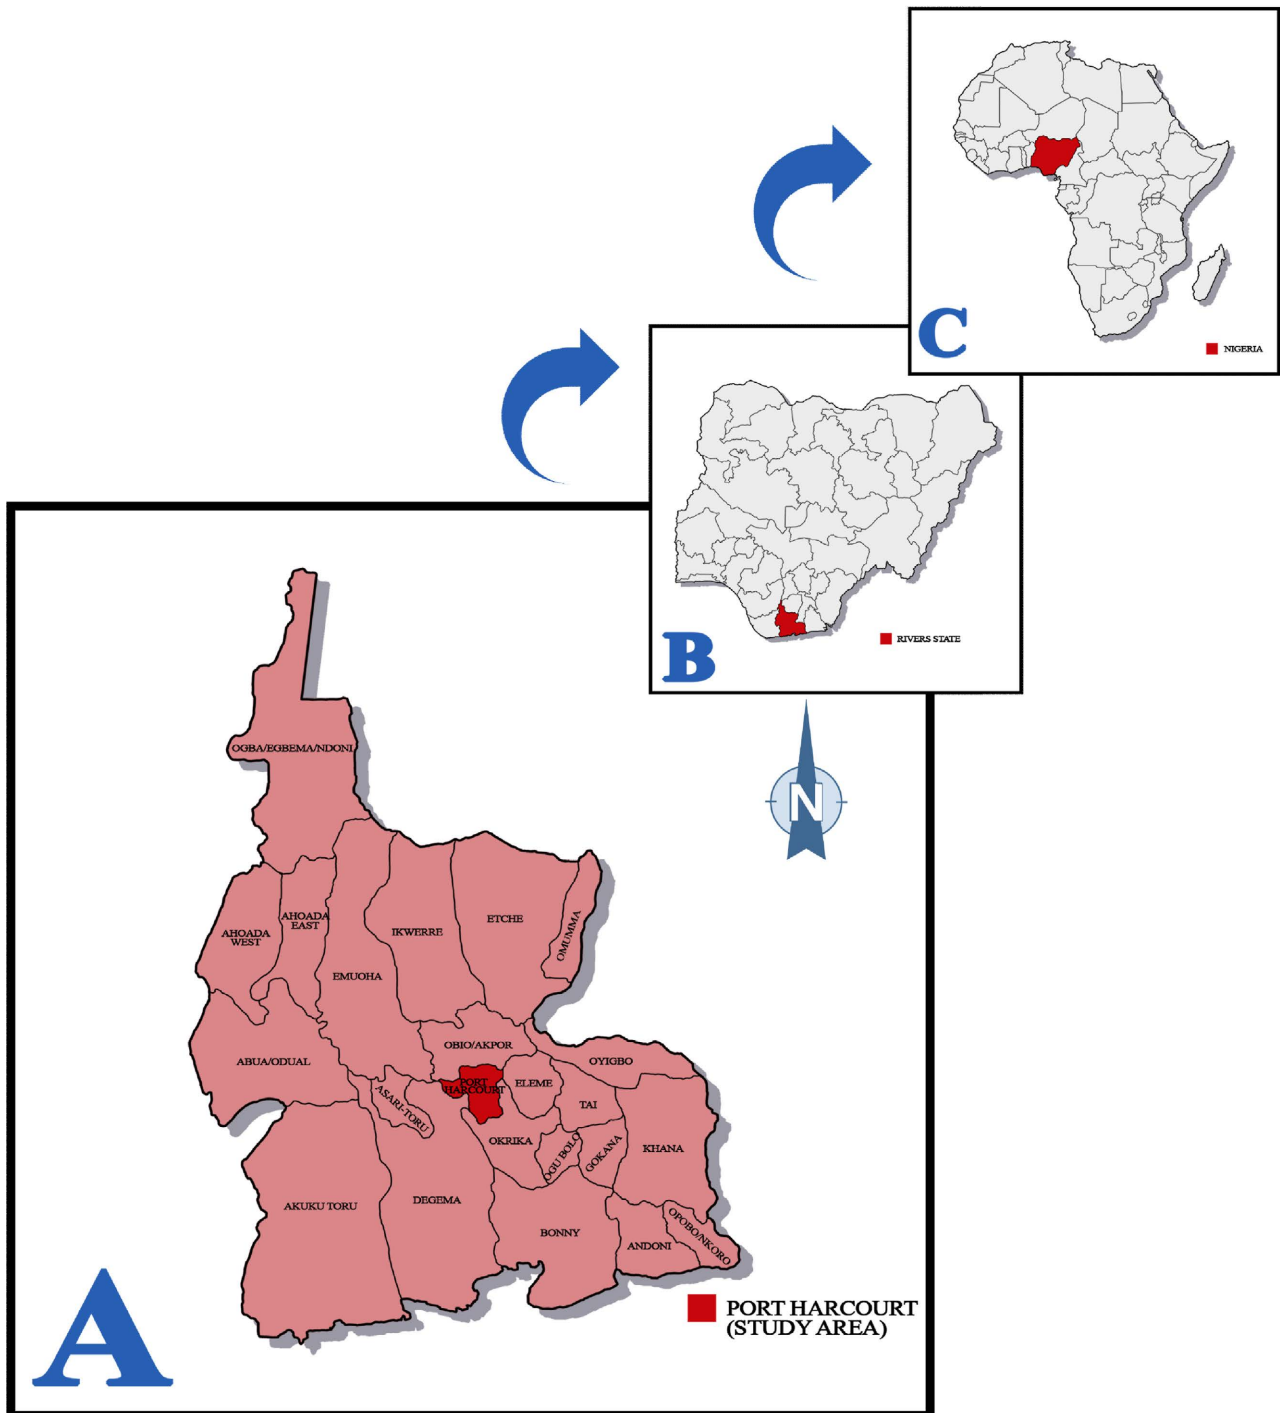 C
NIGERIA
B
RIVERS STATE
N
OGBA/EGBEMA/NDONI
AHOADA
WEST
AHOADA
EAST
EMUOHA
IKWERRE
ETCHE
OMUMMA
ABUA/ODUAL
OBIO/AKPOR
OYIGBO
PORT
HARCOURT
ELEME
TAI
ASARI-TORU
OKRIKA
OGU BOLO
GOKANA
KHANA
AKUKU TORU
DEGEMA
BONNY
ANDONI
OPOBO/NKORO
A
PORT HARCOURT
(STUDY AREA)